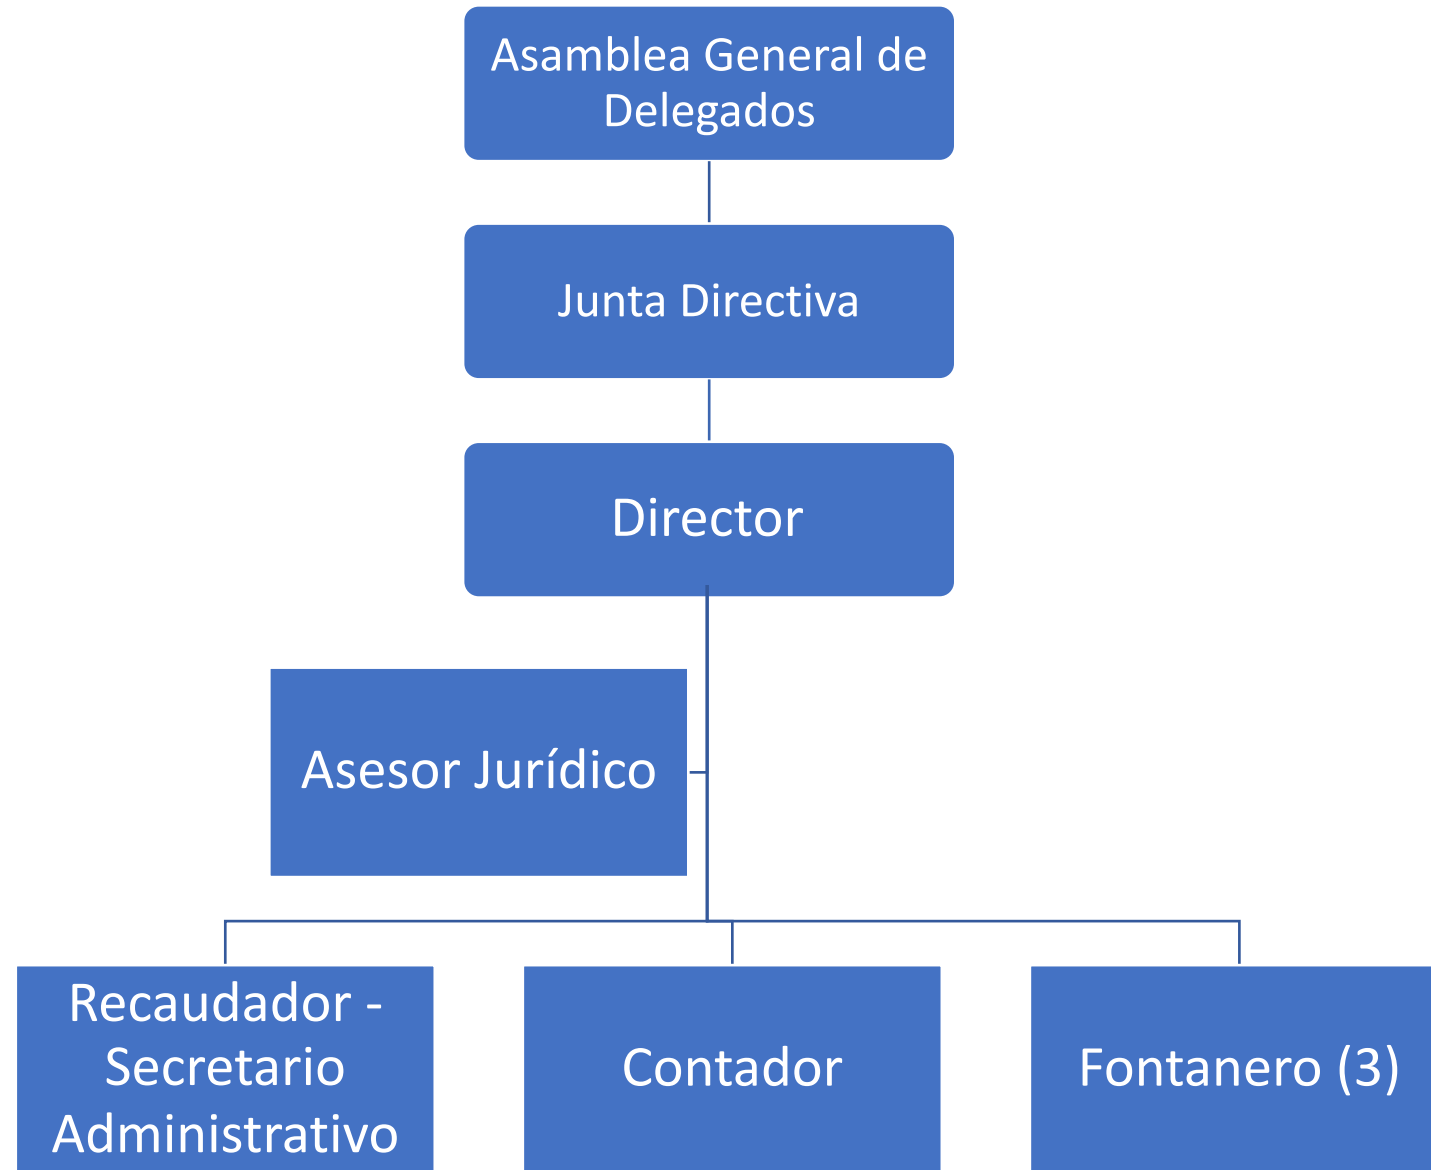 Asamblea General de
Delegados
Junta Directiva
Director
Asesor Jurídico
Recaudador -
Secretario
Administrativo
Contador
Fontanero (3)